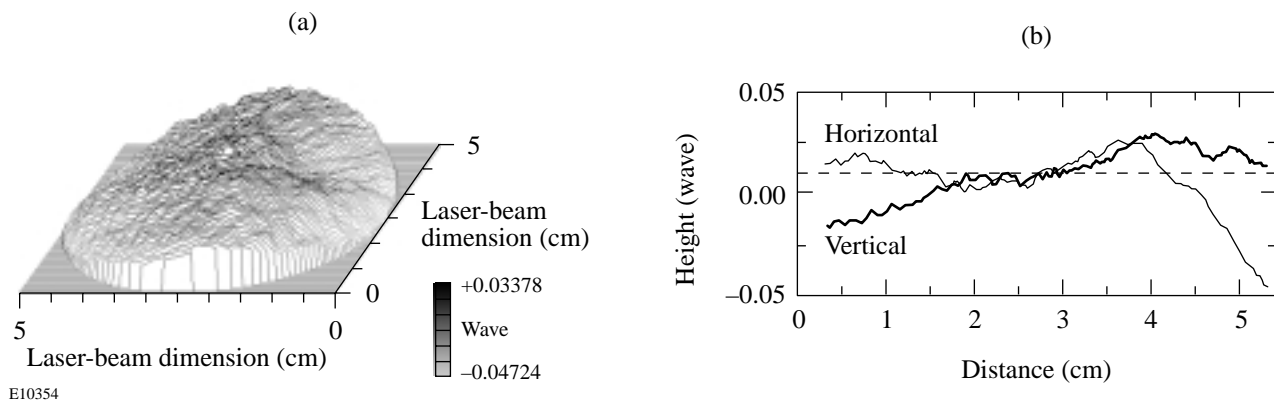 (a)
5
0
5
0
Laser-beam
dimension (cm)
Laser-beam dimension (cm)
+0.03378
Wave
–0.04724
E10354
(b)
0.05
0.00
–0.05
Height (wave)
Horizontal
Vertical
0
1
2
3
4
5
Distance (cm)